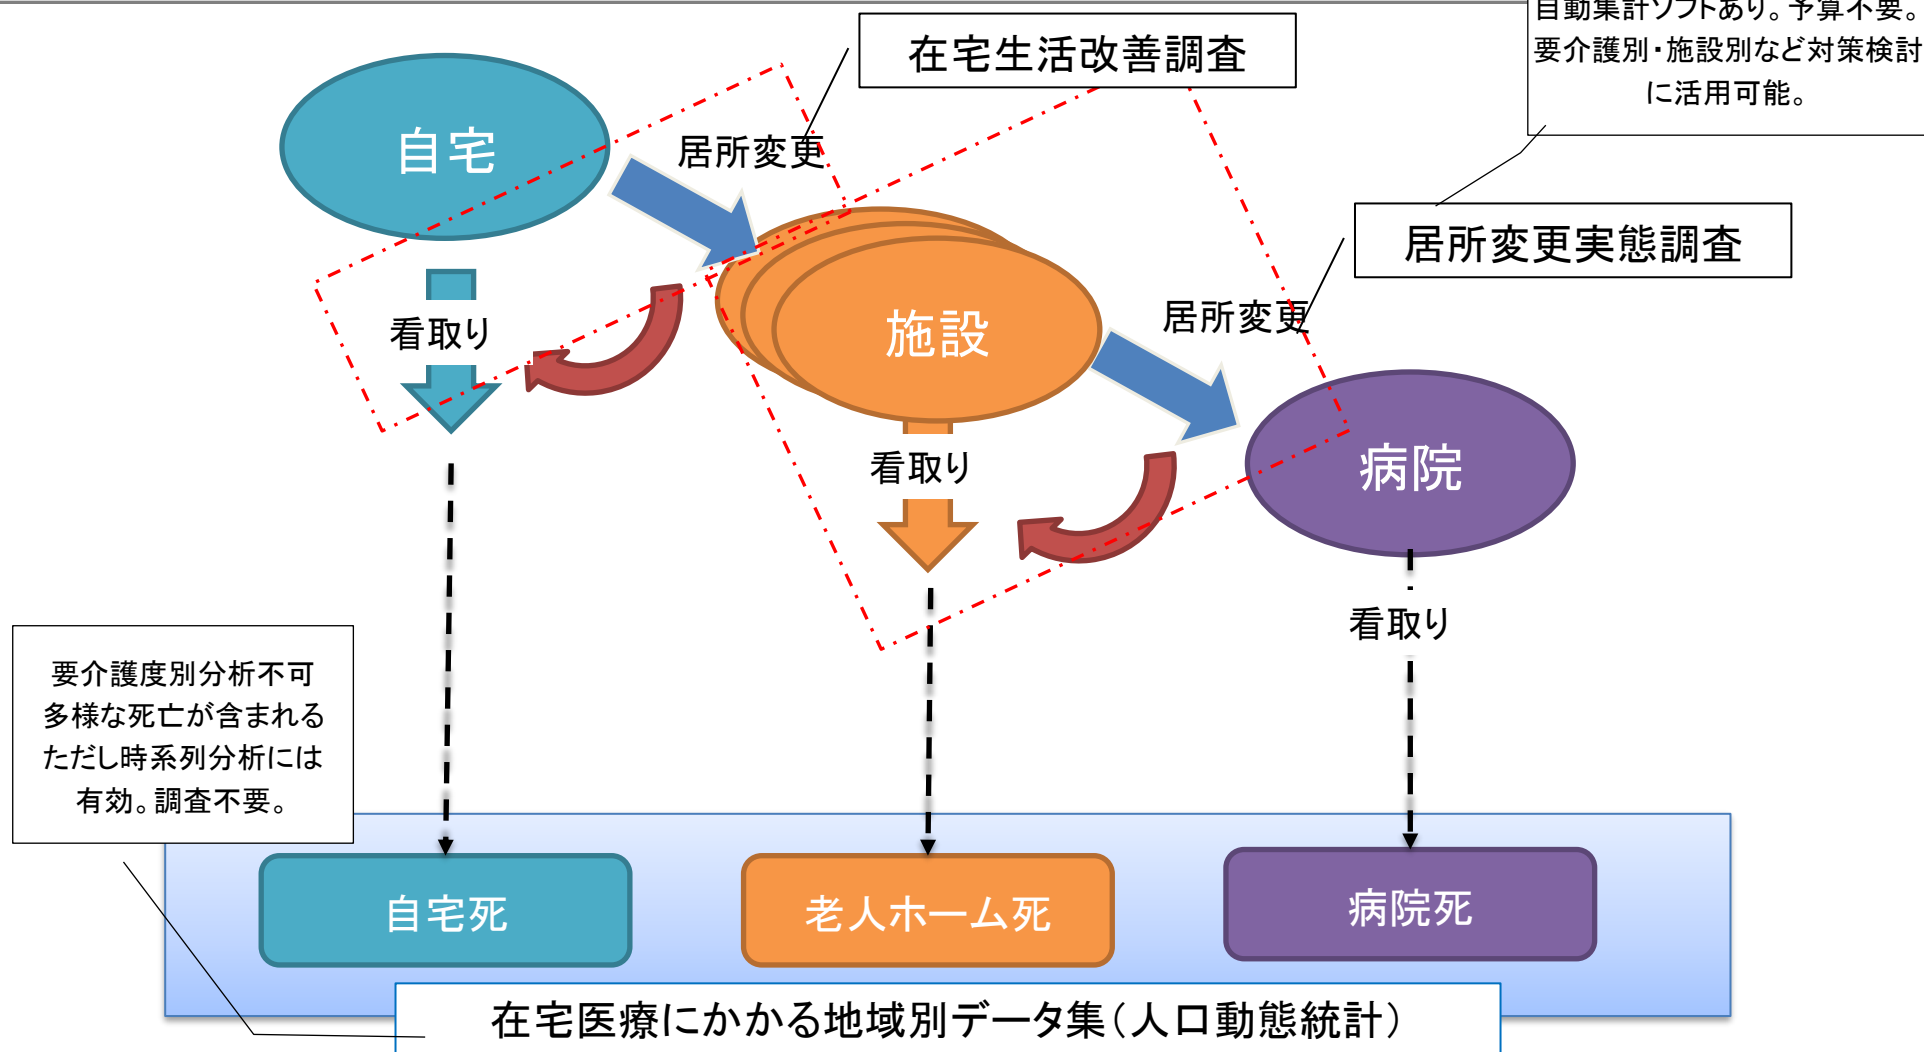 自動集計ソフトあり。予算不要。
要介護別・施設別など対策検討
に活用可能。
在宅生活改善調査
自宅
居所変更
居所変更実態調査
看取り
施設
居所変更
看取り
病院
看取り
要介護度別分析不可
多様な死亡が含まれる
ただし時系列分析には
有効。調査不要。
自宅死
老人ホーム死
病院死
在宅医療にかかる地域別データ集(人口動態統計)